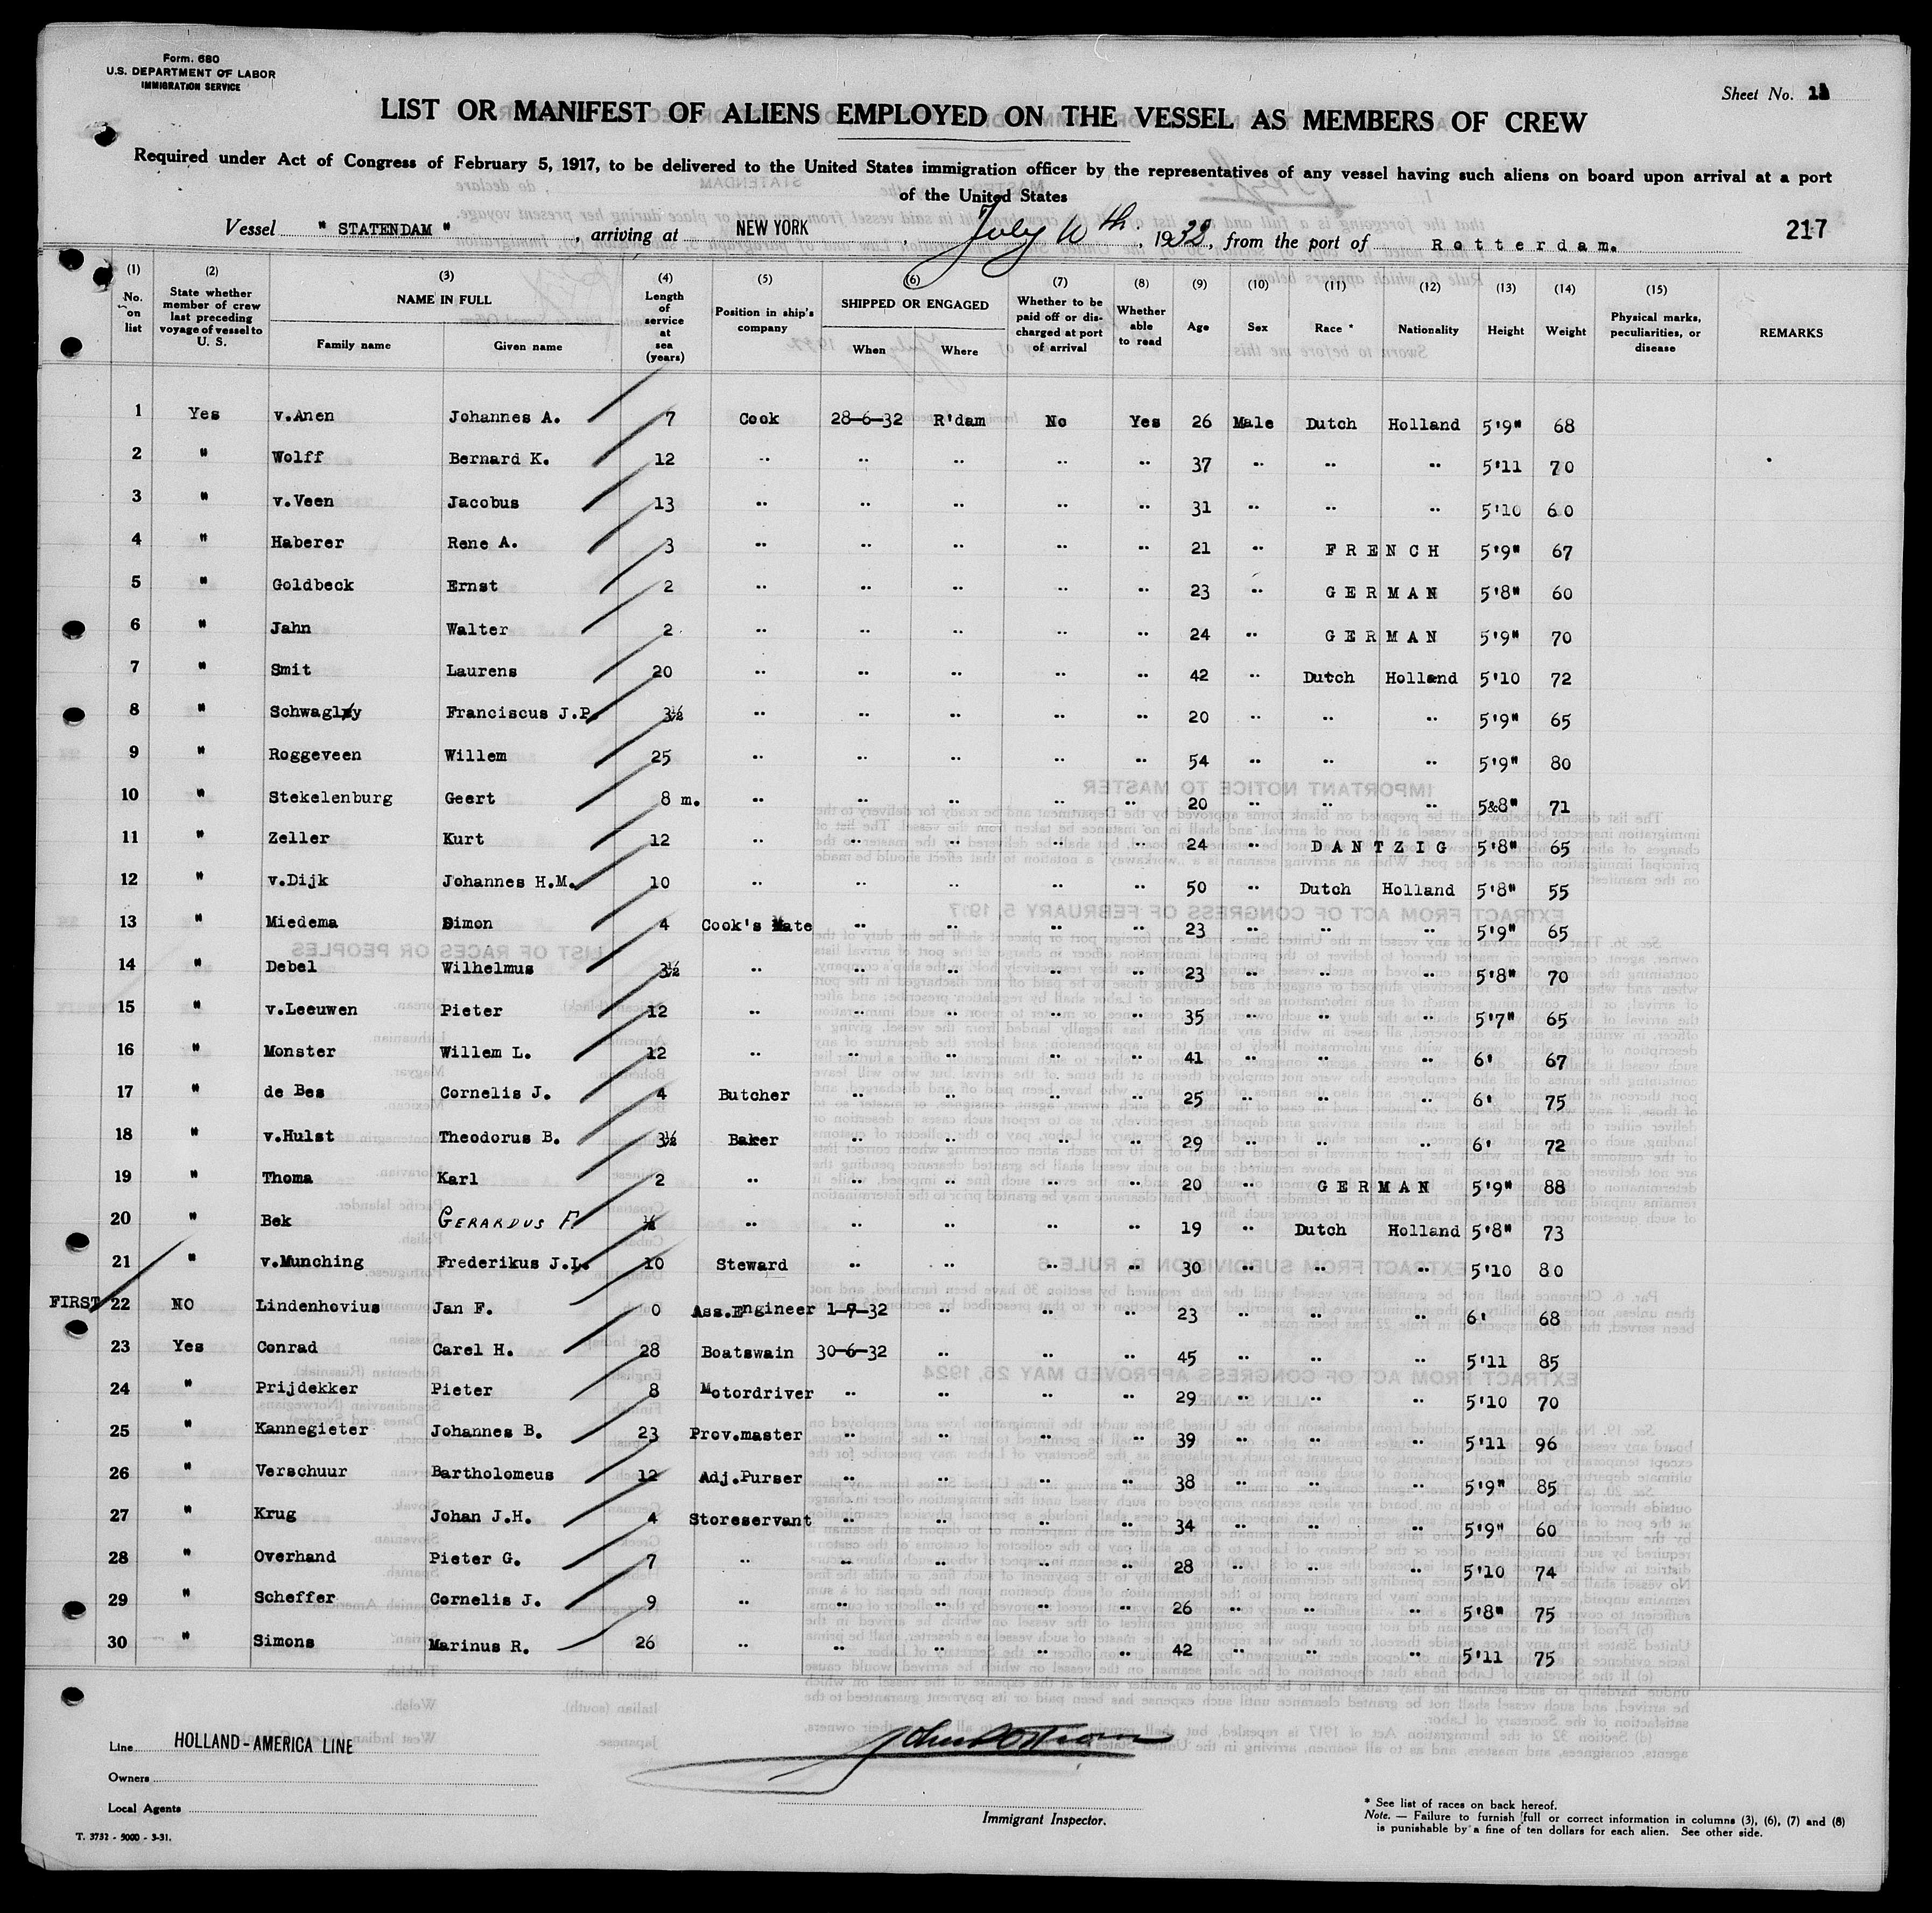 Form. 680
U.S. DEPARTMENT OF LABOR
IMMIGRATION SERVICE
Sheet No.
LIST OR MANIFEST OF ALIENS EMPLOYED ON THE VESSEL AS MEMBERS OF CREW
Required under Act of Congress of February 5, 1917, to be delivered to the United States immigration officer by the representatives of any vessel having such aliens on board upon arrival at a port
of the United States
Vessel " STATENDAM " , arriving at NEW YORK , July 10th. , 1932, from the port of Rotterdam. 217
(1) (2) (3) (4) (5) (6) (7) (8) (9) (10) (11) (12) (13) (14) (15)
No. on list
State whether member of crew last preceding voyage of vessel to U. S.
NAME IN FULL
Family name Given name
Length of service at sea (years)
Position in ship's company
SHIPPED OR ENGAGED
When Where
Whether to be paid off or discharged at port of arrival
Whether able to read
Age Sex Race * Nationality Height Weight
Physical marks, peculiarities, or disease
REMARKS
1 Yes v.Anen Johannes A. 7 Cook 28-6-32 R'dam No Yes 26 Male Dutch Holland 5'9" 68
2 " Wolff Bernard K. 12 .. .. .. .. .. 37 .. .. .. 5'11 70
3 " v.Veen Jacobus 13 .. .. .. .. .. 31 .. .. .. 5'10 60
4 " Haberer Rene A. 3 .. .. .. .. .. 21 .. FRENCH 5'9" 67
5 " Goldbeck Ernst 2 .. .. .. .. .. 23 .. GERMAN 5'8" 60
6 " Jahn Walter 2 .. .. .. .. .. 24 .. GERMAN 5'9" 70
7 " Smit Laurens 20 .. .. .. .. .. 42 .. Dutch Holland 5'10 72
8 " Schwagly Franciscus J.P. 3½ .. .. .. .. .. 20 .. .. .. 5'9" 65
9 " Roggeveen Willem 25 .. .. .. .. .. 54 .. .. .. 5'9" 80
10 " Stekelenburg Geert 8 m. .. .. .. .. .. 20 .. .. .. 5&8" 71
11 " Zeller Kurt 12 .. .. .. .. .. 24 .. DANTZIG 5'8" 65
12 " v.Dijk Johannes H.M. 10 .. .. .. .. .. 50 .. Dutch Holland 5'8" 55
13 " Miedema Simon 4 Cook's Mate .. .. .. .. 23 .. .. .. 5'9" 65
14 " Debel Wilhelmus 3½ .. .. .. .. .. 23 .. .. .. 5'8" 70
15 " v.Leeuwen Pieter 12 .. .. .. .. .. 35 .. .. .. 5'7" 65
16 " Monster Willem L. 12 .. .. .. .. .. 41 .. .. .. 6' 67
17 " de Bes Cornelis J. 4 Butcher .. .. .. .. 25 .. .. .. 6' 75
18 " v.Hulst Theodorus B. 3½ Baker .. .. .. .. 29 .. .. .. 6' 72
19 " Thoma Karl 2 .. .. .. .. .. 20 .. GERMAN 5'9" 88
20 " Bek GERARDUS F ½ .. .. .. .. .. 19 .. Dutch Holland 5'8" 73
21 " v.Munching Frederikus J.I. 10 Steward .. .. .. .. 30 .. .. .. 5'10 80
FIRST 22 NO Lindenhovius Jan F. 0 Ass.Engineer 1-7-32 .. .. .. 23 .. .. .. 6' 68
23 Yes Conrad Carel H. 28 Boatswain 30-6-32 .. .. .. 45 .. .. .. 5'11 85
24 " Prijdekker Pieter 8 Motordriver .. .. .. .. 29 .. .. .. 5'10 70
25 " Kannegieter Johannes B. 23 Prov.master .. .. .. .. 39 .. .. .. 5'11 96
26 " Verschuur Bartholomeus 12 Adj.Purser .. .. .. .. 38 .. .. .. 5'9" 85
27 " Krug Johan J.H. 4 Storeservant .. .. .. .. 34 .. .. .. 5'9" 60
28 " Overhand Pieter G. 7 .. .. .. .. .. 28 .. .. .. 5'10 74
29 " Scheffer Cornelis J. 9 .. .. .. .. .. 26 .. .. .. 5'8" 75
30 " Simons Marinus R. 26 .. .. .. .. .. 42 .. .. .. 5'11 75
Line HOLLAND-AMERICA LINE
Owners
Local Agents
Immigrant Inspector.
* See list of races on back hereof.
Note. — Failure to furnish full or correct information in columns (3), (6), (7) and (8)
is punishable by a fine of ten dollars for each alien. See other side.
T. 3732 - 5000 - 3-31.